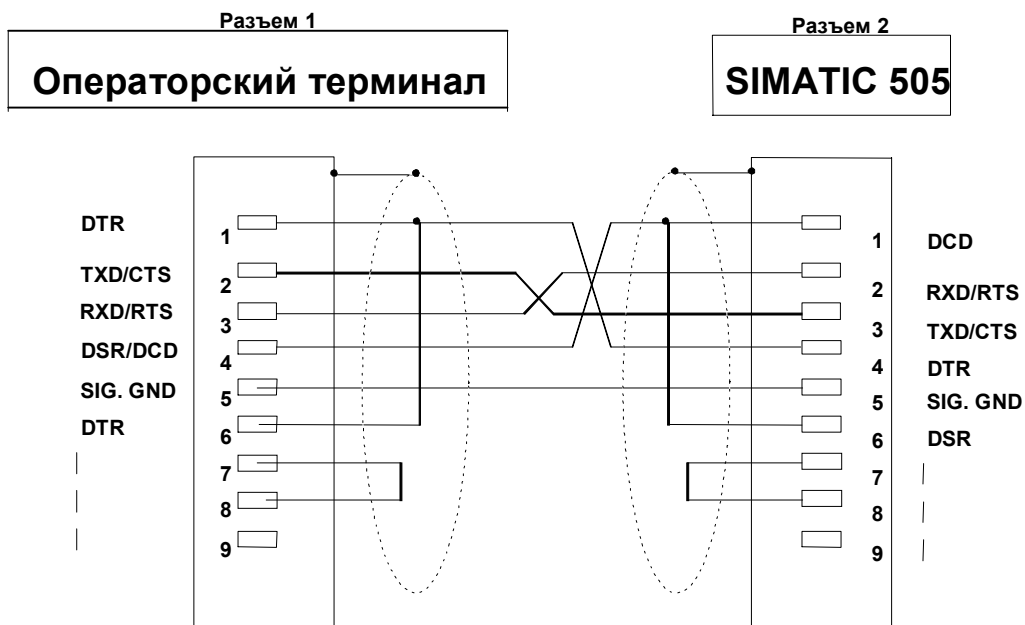 Разъем 1
Разъем 2
Операторский терминал
SIMATIC 505
DTR
1
TXD/CTS
2
RXD/RTS
3
DSR/DCD
4
SIG. GND
5
DTR
6
7
8
9
1
DCD
2
RXD/RTS
3
TXD/CTS
4
DTR
5
SIG. GND
6
DSR
7
8
9